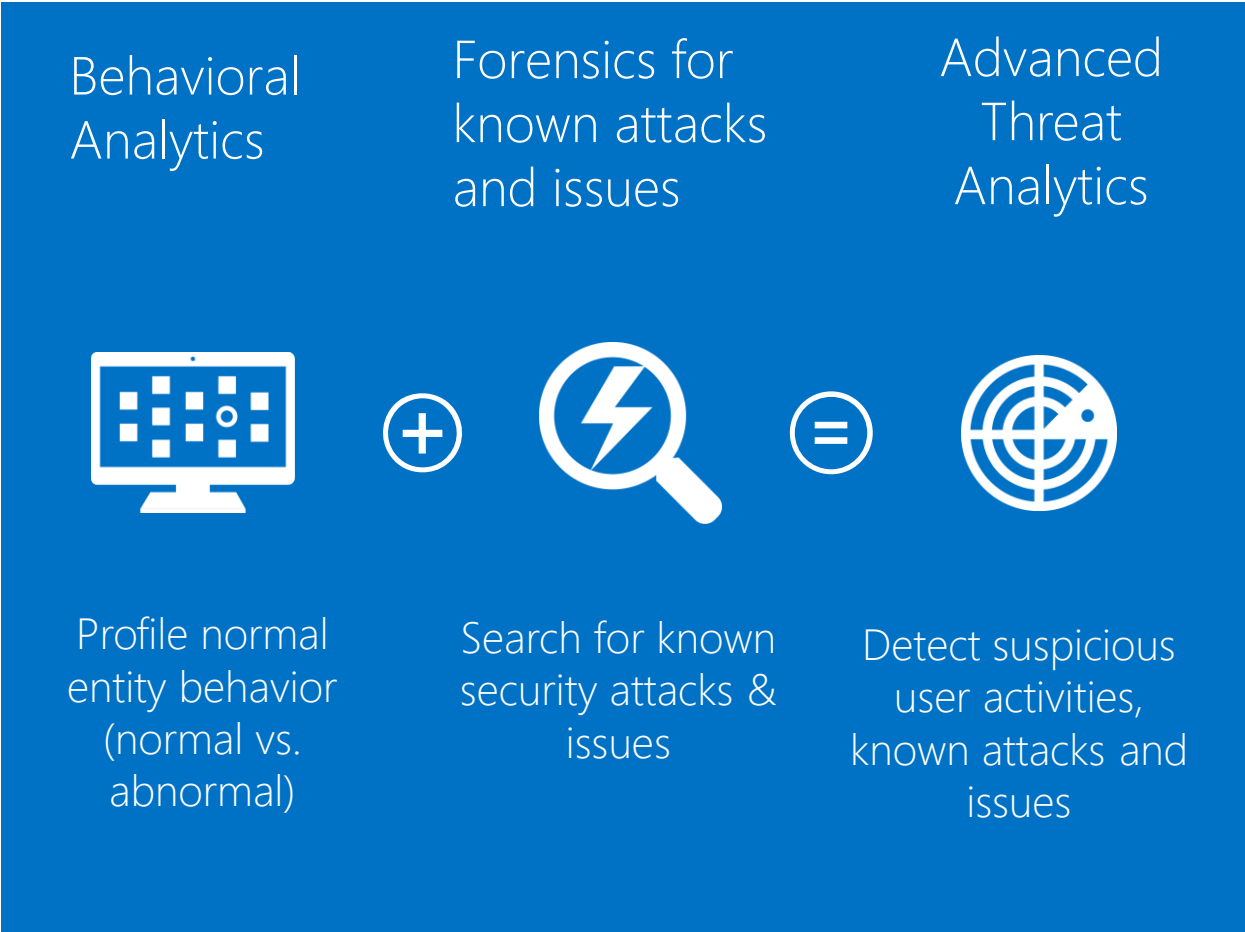 Behavioral
Analytics
Forensics for
known attacks
and issues
Advanced
Threat
Analytics
+
=
Profile normal
entity behavior
(normal vs.
abnormal)
Search for known
security attacks &
issues
Detect suspicious
user activities,
known attacks and
issues